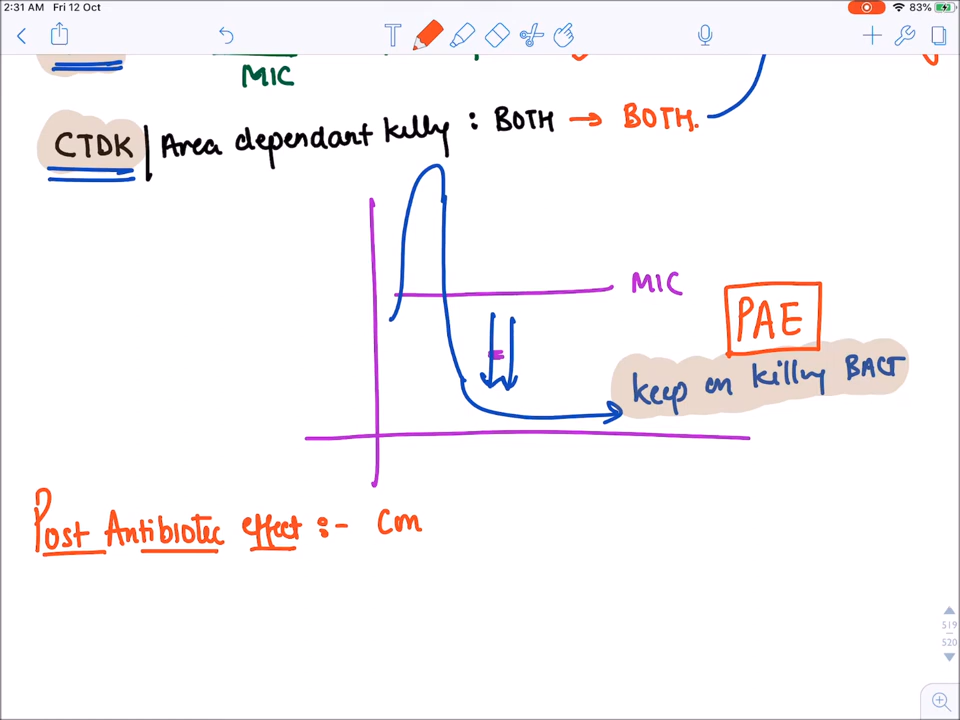 2:31 AM Fri 12 Oct
83%
T
MIC
CTDK | Area dependant killy : BOTH → BOTH.
MIC
PAE
keep on killing BACT
Post Antibiotec effect :- Cm
519
520